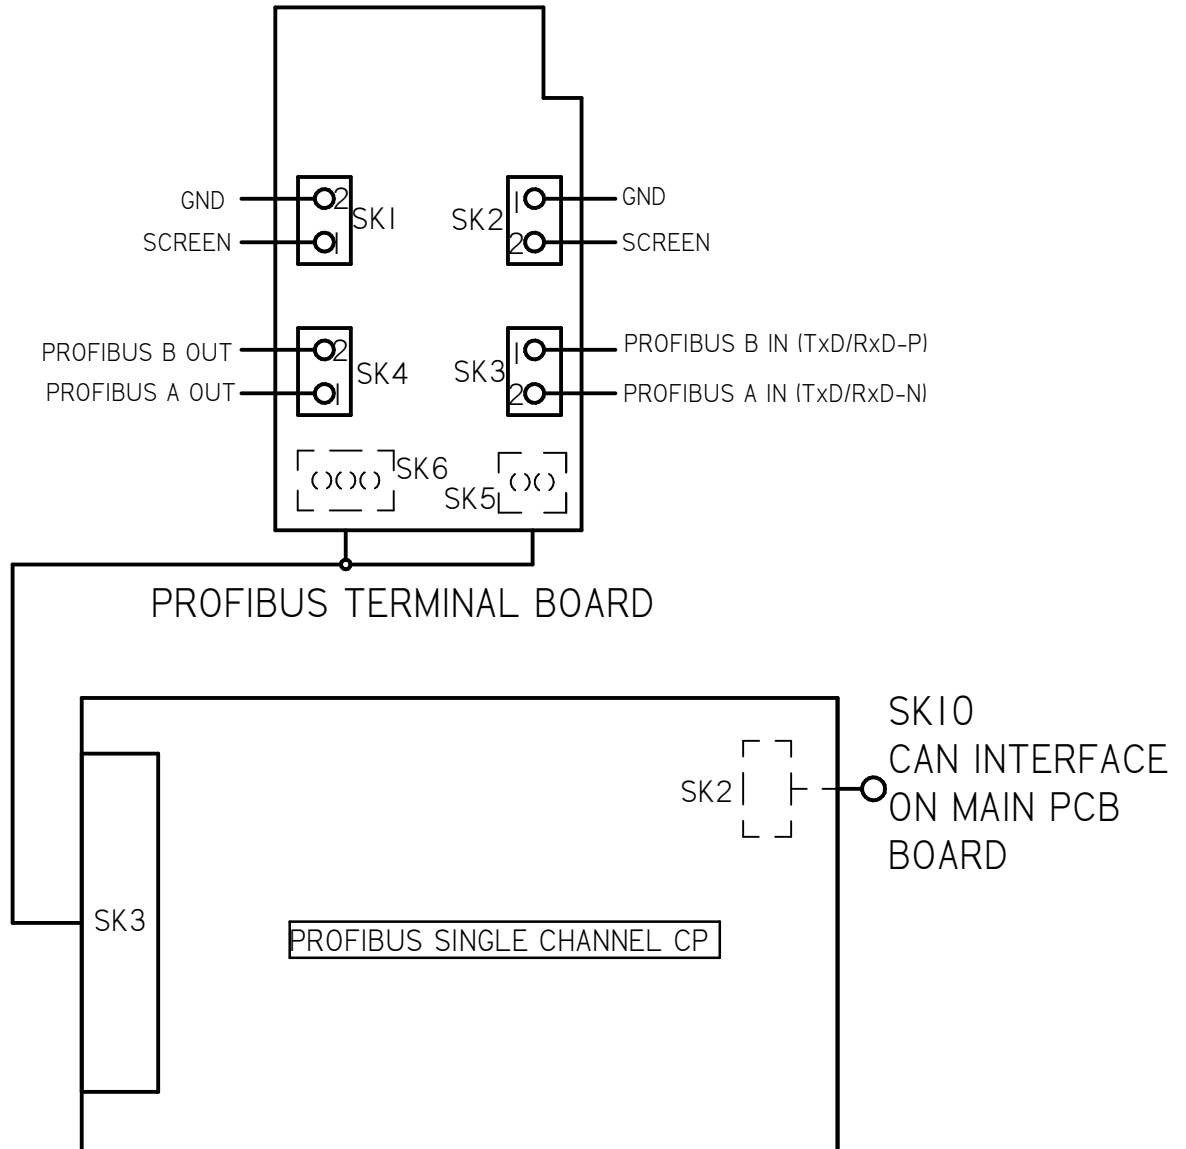 GND
2
SK1
SCREEN
1
1
GND
SK2
2
SCREEN
PROFIBUS B OUT
2
SK4
PROFIBUS A OUT
1
1
PROFIBUS B IN (TxD/RxD-P)
SK3
2
PROFIBUS A IN (TxD/RxD-N)
SK6
SK5
PROFIBUS TERMINAL BOARD
SK10
CAN INTERFACE
ON MAIN PCB
BOARD
SK2
SK3
PROFIBUS SINGLE CHANNEL CP